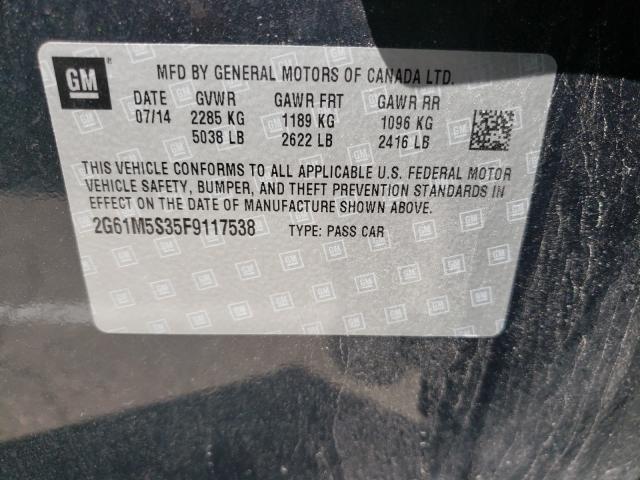 GM
MFD BY GENERAL MOTORS OF CANADA LTD.
DATE GVWR GAWR FRT GAWR RR
07/14 2285 KG 1189 KG 1096 KG
5038 LB 2622 LB 2416 LB
THIS VEHICLE CONFORMS TO ALL APPLICABLE U.S. FEDERAL MOTOR
VEHICLE SAFETY, BUMPER, AND THEFT PREVENTION STANDARDS IN
EFFECT ON THE DATE OF MANUFACTURE SHOWN ABOVE.
2G61M5S35F9117538 TYPE: PASS CAR